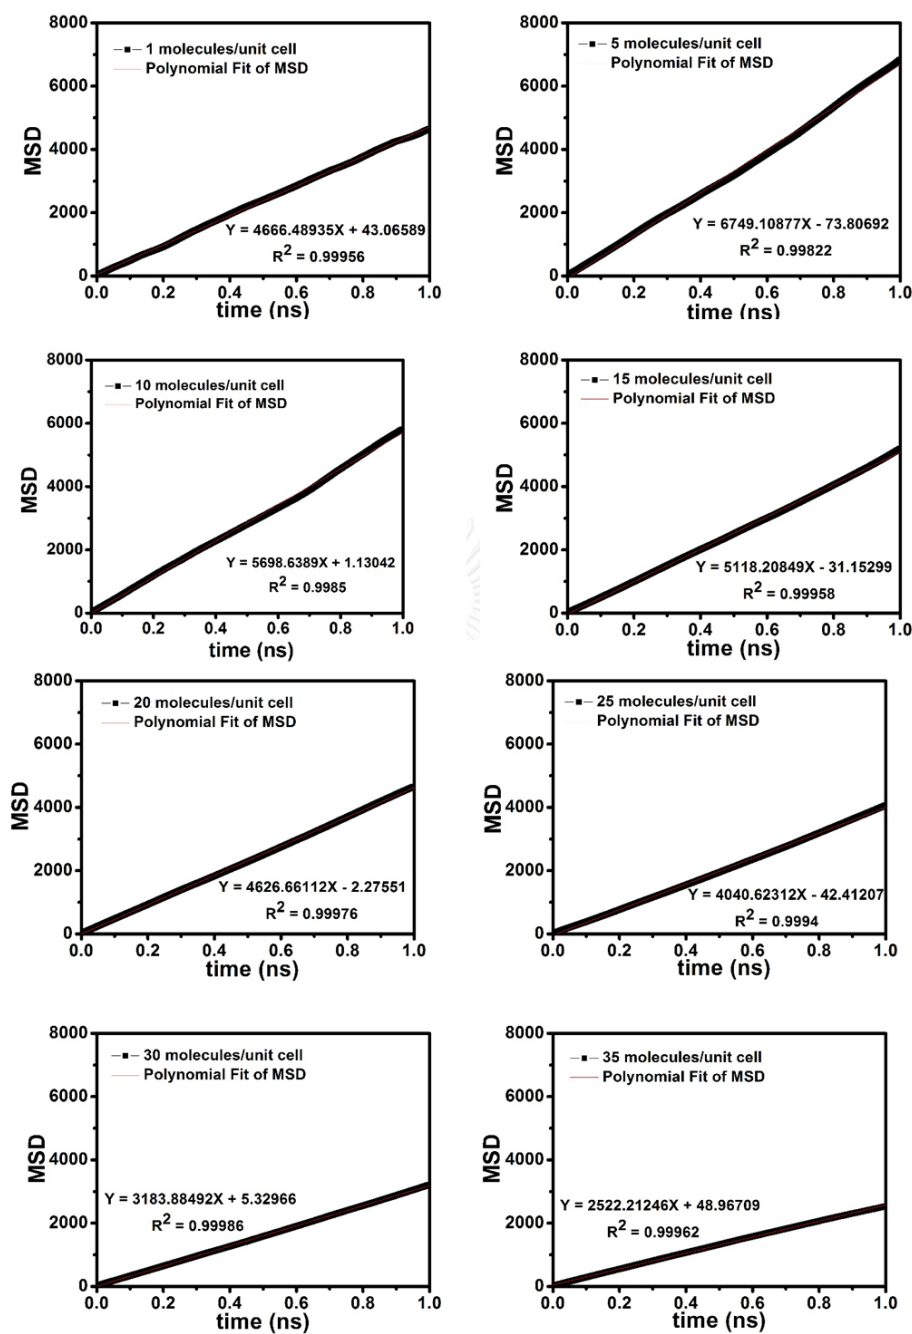 8000
6000
4000
2000
0
MSD
1 molecules/unit cell
Polynomial Fit of MSD
Y = 4666.48935X + 43.06589
R² = 0.99956
0.0 0.2 0.4 0.6 0.8 1.0
time (ns)
8000
6000
4000
2000
0
MSD
5 molecules/unit cell
Polynomial Fit of MSD
Y = 6749.10877X - 73.80692
R² = 0.99822
0.0 0.2 0.4 0.6 0.8 1.0
time (ns)
8000
6000
4000
2000
0
MSD
10 molecules/unit cell
Polynomial Fit of MSD
Y = 5698.6389X + 1.13042
R² = 0.9985
0.0 0.2 0.4 0.6 0.8 1.0
time (ns)
8000
6000
4000
2000
0
MSD
15 molecules/unit cell
Polynomial Fit of MSD
Y = 5118.20849X - 31.15299
R² = 0.99958
0.0 0.2 0.4 0.6 0.8 1.0
time (ns)
8000
6000
4000
2000
0
MSD
20 molecules/unit cell
Polynomial Fit of MSD
Y = 4626.66112X - 2.27551
R² = 0.99976
0.0 0.2 0.4 0.6 0.8 1.0
time (ns)
8000
6000
4000
2000
0
MSD
25 molecules/unit cell
Polynomial Fit of MSD
Y = 4040.62312X - 42.41207
R² = 0.9994
0.0 0.2 0.4 0.6 0.8 1.0
time (ns)
8000
6000
4000
2000
0
MSD
30 molecules/unit cell
Polynomial Fit of MSD
Y = 3183.88492X + 5.32966
R² = 0.99986
0.0 0.2 0.4 0.6 0.8 1.0
time (ns)
8000
6000
4000
2000
0
MSD
35 molecules/unit cell
Polynomial Fit of MSD
Y = 2522.21246X + 48.96709
R² = 0.99962
0.0 0.2 0.4 0.6 0.8 1.0
time (ns)